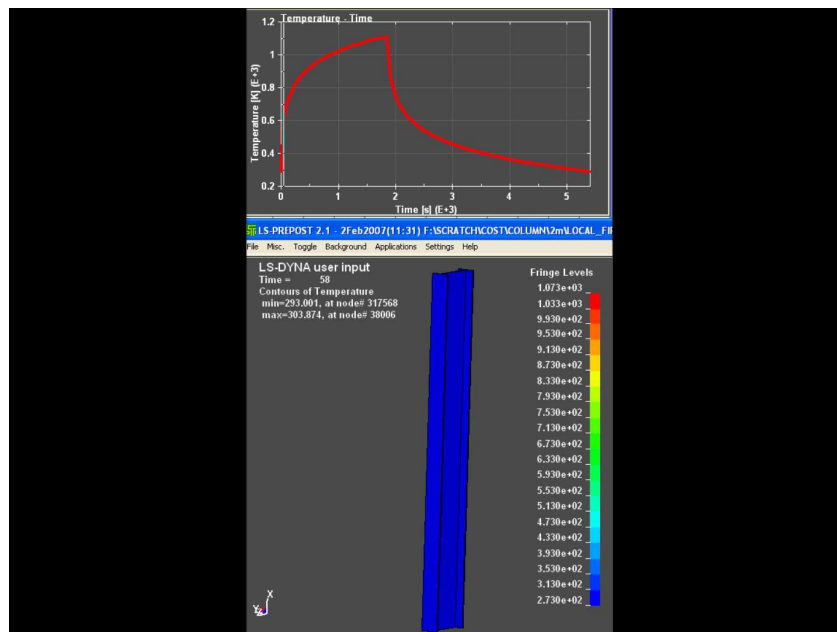 Temperature - Time
1.2
1
0.8
0.6
0.4
0.2
Temperature [K] (E+3)
0
1
2
3
4
5
Time [s] (E+3)
LS-PREPOST 2.1 - 2Feb2007(11:31) F:\SCRATCH\COST\COLUMN\2m\LOCAL_FI
File Misc. Toggle Background Applications Settings Help
LS-DYNA user input
Time = 58
Contours of Temperature
min=293.001, at node# 317568
max=303.874, at node# 38006
Fringe Levels
1.073e+03
1.033e+03
9.930e+02
9.530e+02
9.130e+02
8.730e+02
8.330e+02
7.930e+02
7.530e+02
7.130e+02
6.730e+02
6.330e+02
5.930e+02
5.530e+02
5.130e+02
4.730e+02
4.330e+02
3.930e+02
3.530e+02
3.130e+02
2.730e+02
X